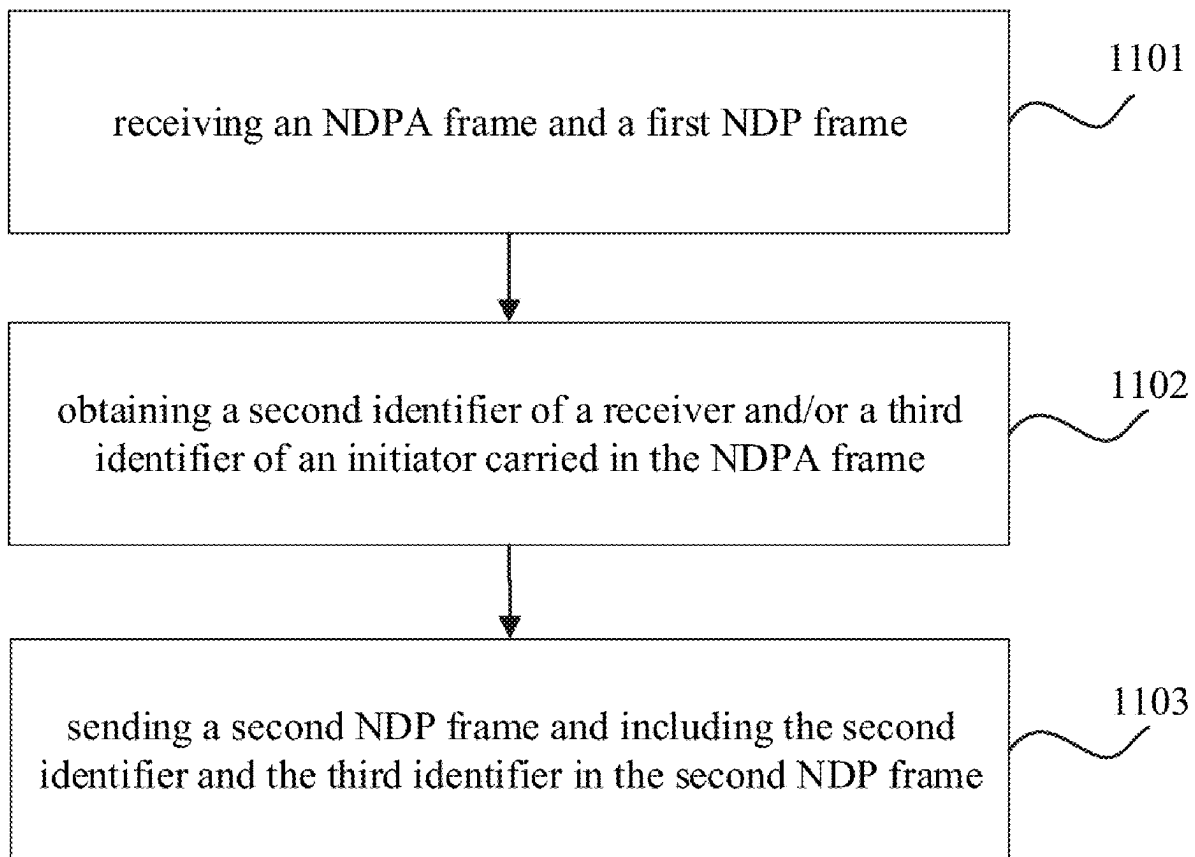 1101
receiving an NDPA frame and a first NDP frame
1102
obtaining a second identifier of a receiver and/or a third
identifier of an initiator carried in the NDPA frame
1103
sending a second NDP frame and including the second
identifier and the third identifier in the second NDP frame